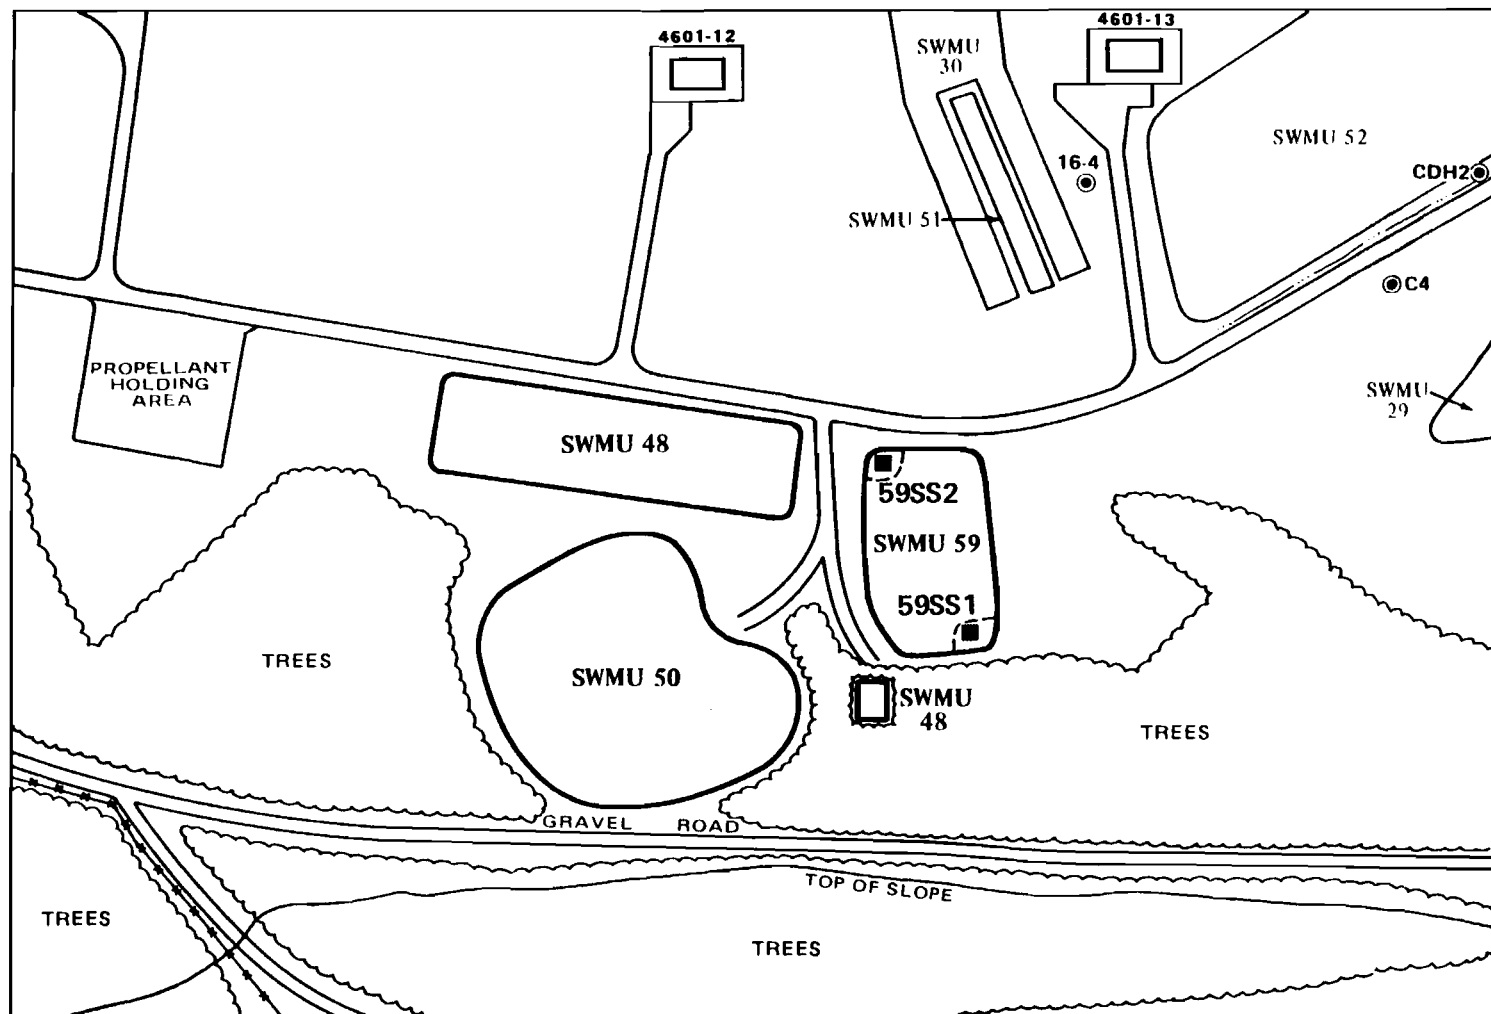 4601-12
4601-13
SWMU
30
SWMU 52
16-4
CDH2
SWMU 51
C4
PROPELLANT
HOLDING
AREA
SWMU
29
SWMU 48
59SS2
SWMU 59
59SS1
TREES
SWMU 50
SWMU
48
TREES
GRAVEL ROAD
TOP OF SLOPE
TREES
TREES